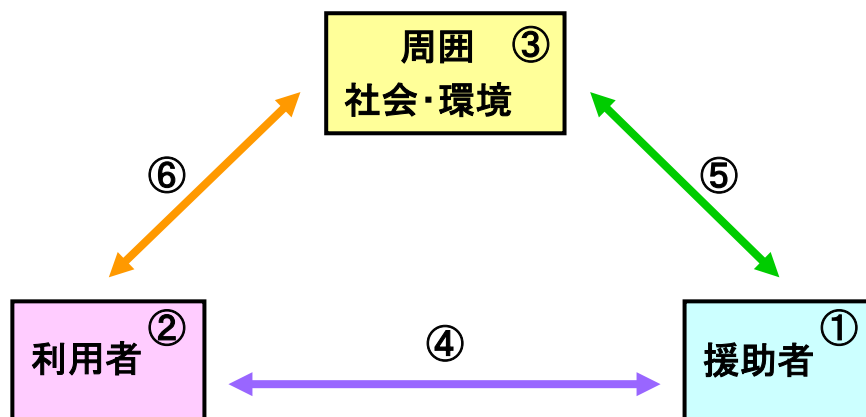 周囲 ③
社会・環境
⑥
⑤
②
利用者
④
①
援助者